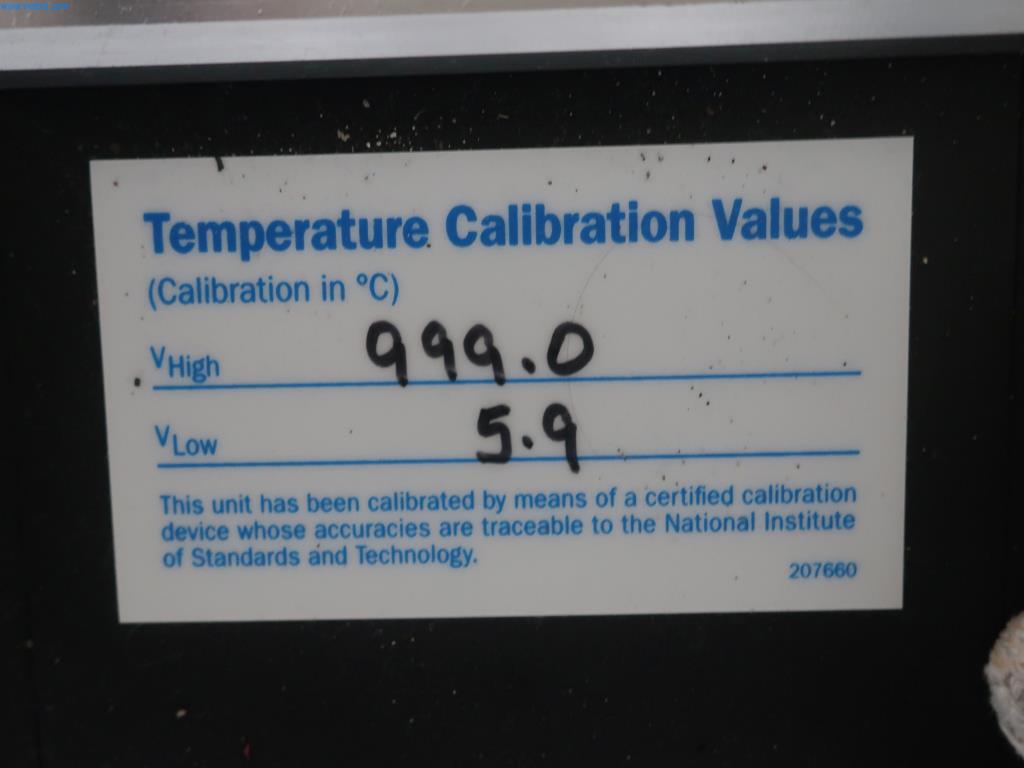 Temperature Calibration Values
(Calibration in °C)
VHigh 999.0
VLow 5.9
This unit has been calibrated by means of a certified calibration
device whose accuracies are traceable to the National Institute
of Standards and Technology.
207660